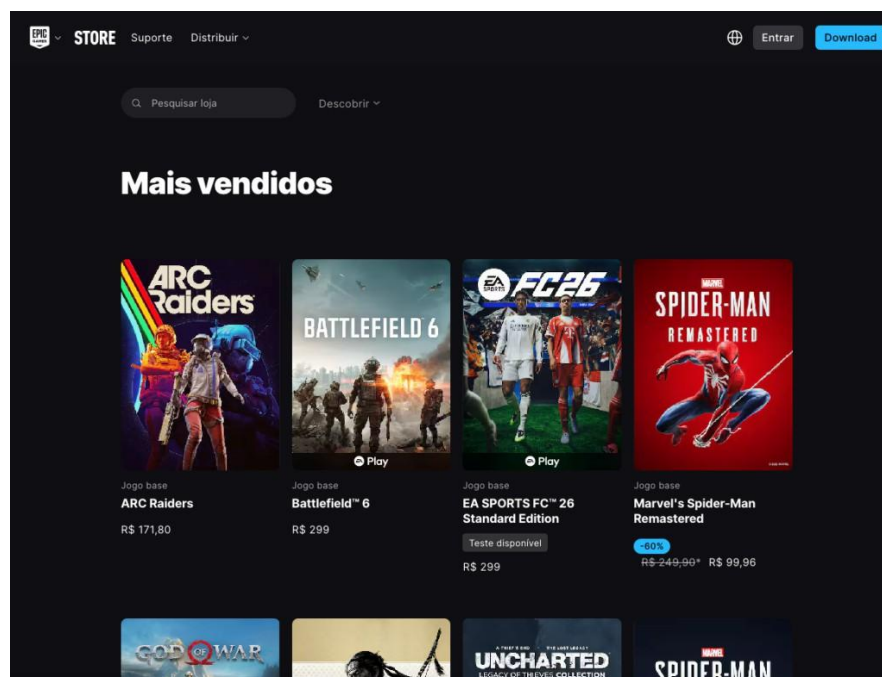 EPIC
GAMES
STORE
Suporte
Distribuir
Entrar
Download
Pesquisar loja
Descobrir
Mais vendidos
ARC
Raiders
BATTLEFIELD 6
EA Play
EA
SPORTS
FC26
EA Play
MARVEL
SPIDER-MAN
REMASTERED
Jogo base
ARC Raiders
R$ 171,80
Jogo base
Battlefield™ 6
R$ 299
Jogo base
EA SPORTS FC™ 26
Standard Edition
Teste disponível
R$ 299
Jogo base
Marvel's Spider-Man
Remastered
-60%
R$ 249,90* R$ 99,96
GOD OF WAR
UNCHARTED
LEGACY OF THIEVES COLLECTION
MARVEL
SPIDER-MAN